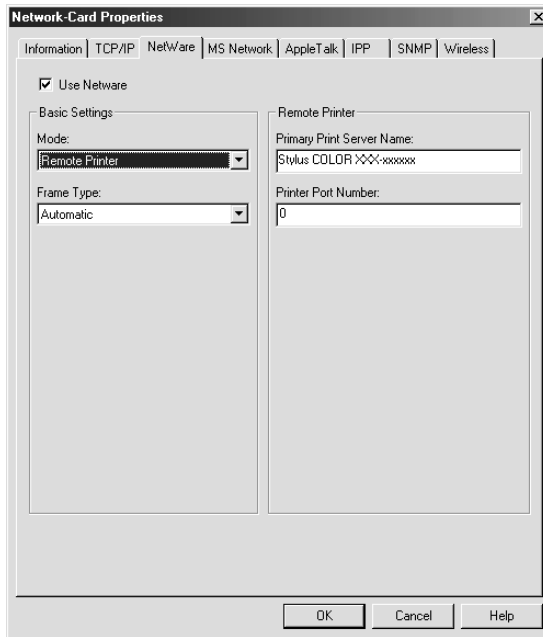 Network-Card Properties
Information TCP/IP NetWare MS Network AppleTalk IPP SNMP Wireless
Use Netware
Basic Settings
Mode:
Remote Printer
Frame Type:
Automatic
Remote Printer
Primary Print Server Name:
Stylus COLOR XXX-xxxxxx
Printer Port Number:
0
OK Cancel Help